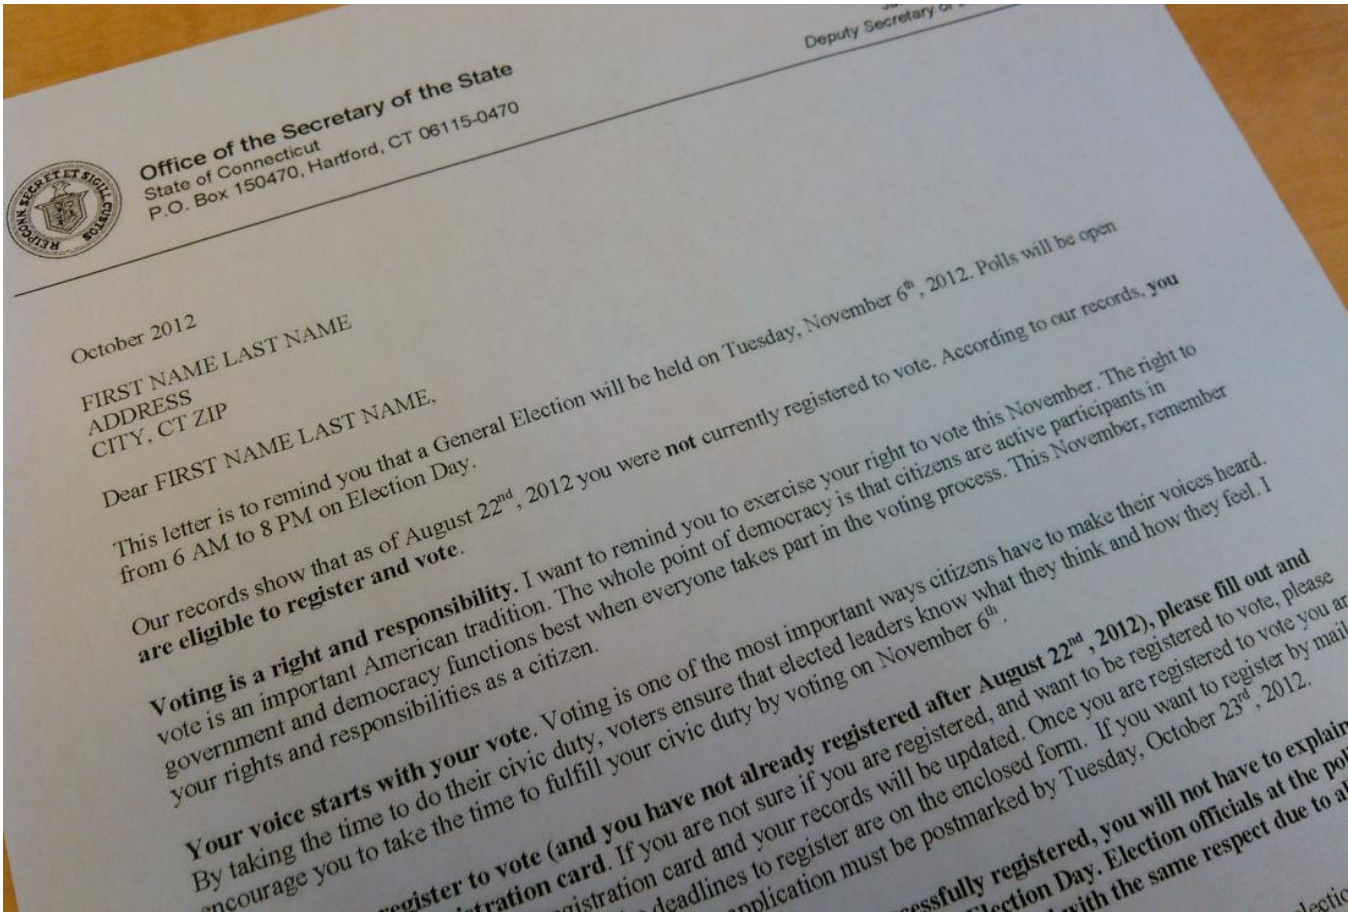 Deputy Secretary of
Office of the Secretary of the State
State of Connecticut
P.O. Box 150470, Hartford, CT 06115-0470
REIPCONN. SECRET ET SIGILL. CUSTOS
October 2012
FIRST NAME LAST NAME
ADDRESS
CITY, CT ZIP
Dear FIRST NAME LAST NAME,
This letter is to remind you that a General Election will be held on Tuesday, November 6th, 2012. Polls will be open
from 6 AM to 8 PM on Election Day.
Our records show that as of August 22nd, 2012 you were not currently registered to vote. According to our records, you
are eligible to register and vote.
Voting is a right and responsibility. I want to remind you to exercise your right to vote this November. The right to
vote is an important American tradition. The whole point of democracy is that citizens are active participants in
government and democracy functions best when everyone takes part in the voting process. This November, remember
your rights and responsibilities as a citizen.
Your voice starts with your vote. Voting is one of the most important ways citizens have to make their voices heard.
By taking the time to do their civic duty, voters ensure that elected leaders know what they think and how they feel. I
encourage you to take the time to fulfill your civic duty by voting on November 6th.
register to vote (and you have not already registered after August 22nd, 2012), please fill out and
registration card. If you are not sure if you are registered, and want to be registered to vote, please
registration card and your records will be updated. Once you are registered to vote you
deadlines to register are on the enclosed form. If you want to register by mail
application must be postmarked by Tuesday, October 23rd, 2012.
successfully registered, you will not have to explain
Election Day. Election officials at the
with the same respect due to